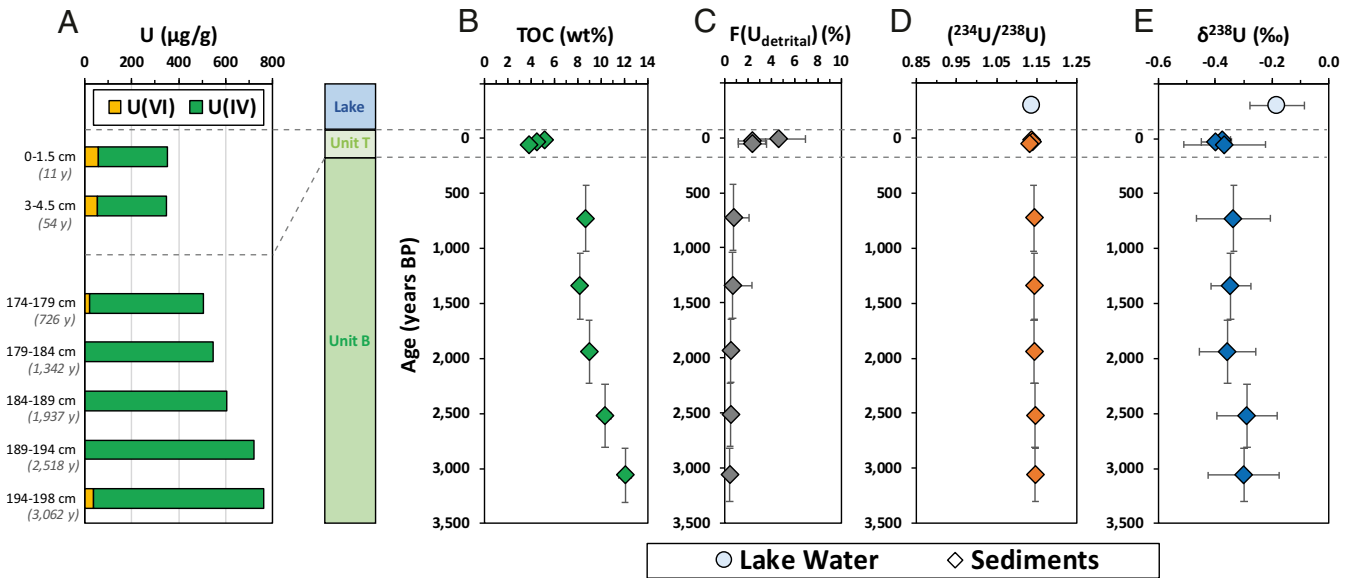 A
U (µg/g)
0 200 400 600 800
U(VI) U(IV)
0-1.5 cm
(11 y)
3-4.5 cm
(54 y)
174-179 cm
(726 y)
179-184 cm
(1,342 y)
184-189 cm
(1,937 y)
189-194 cm
(2,518 y)
194-198 cm
(3,062 y)
Lake
Unit T
Unit B
B
TOC (wt%)
0 2 4 6 8 10 12 14
Age (years BP)
0
500
1,000
1,500
2,000
2,500
3,000
3,500
C
F(Udetrital) (%)
0 2 4 6 8 10
0
500
1,000
1,500
2,000
2,500
3,000
3,500
D
(²³⁴U/²³⁸U)
0.85 0.95 1.05 1.15 1.25
0
500
1,000
1,500
2,000
2,500
3,000
3,500
E
δ²³⁸U (‰)
-0.6 -0.4 -0.2 0.0
0
500
1,000
1,500
2,000
2,500
3,000
3,500
Lake Water Sediments